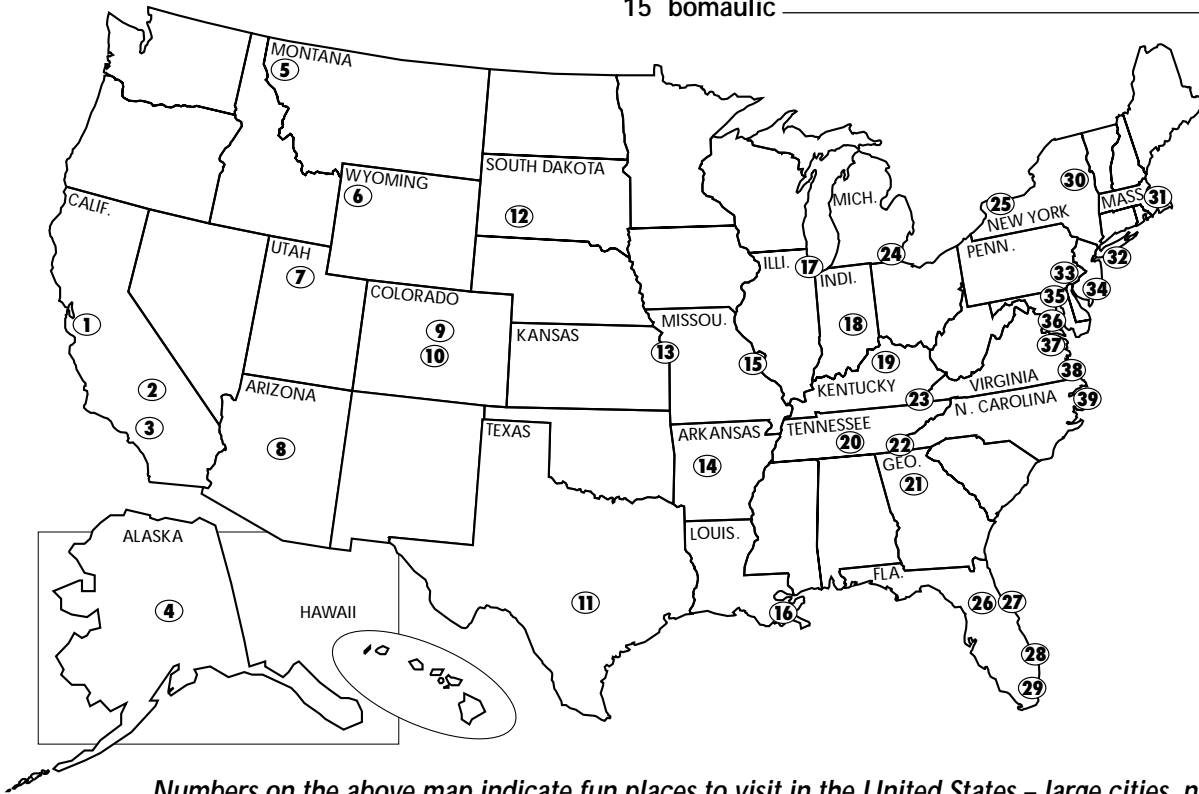 15 bomaulic
MONTANA
5
SOUTH DAKOTA
WYOMING
6
12
MICH.
30
MASS
31
25
NEW YORK
CALIF.
UTAH
7
PENN.
24
32
ILLI.
17
INDI.
33
34
COLORADO
35
1
9
KANSAS
MISSOU.
18
36
10
13
15
19
37
38
2
ARIZONA
KENTUCKY
23
VIRGINIA
39
N. CAROLINA
3
8
TEXAS
ARKANSAS
TENNESSEE
20
22
14
GEO.
21
ALASKA
LOUIS.
FLA.
4
HAWAII
11
16
26
27
28
29
Numbers on the above map indicate fun places to visit in the United States – large cities, n